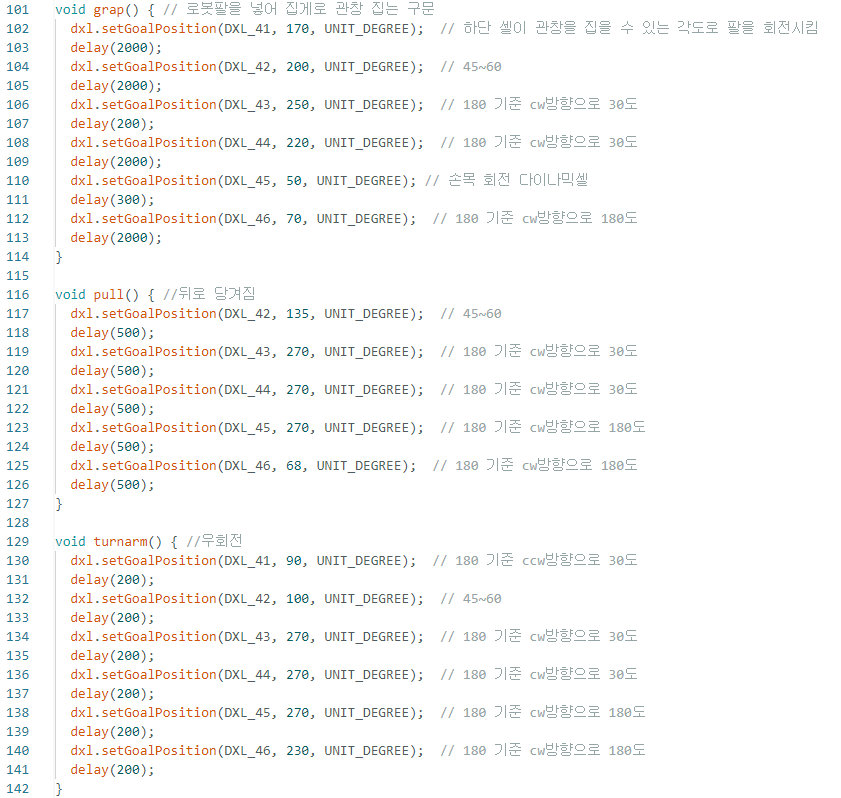 101 void grap() { // 로봇팔을 넣어 집게로 관창 집는 구문
102 dxl.setGoalPosition(DXL_41, 170, UNIT_DEGREE); // 하단 셀이 관창을 집을 수 있는 각도로 팔을 회전시킴
103 delay(2000);
104 dxl.setGoalPosition(DXL_42, 200, UNIT_DEGREE); // 45~60
105 delay(2000);
106 dxl.setGoalPosition(DXL_43, 250, UNIT_DEGREE); // 180 기준 cw방향으로 30도
107 delay(200);
108 dxl.setGoalPosition(DXL_44, 220, UNIT_DEGREE); // 180 기준 cw방향으로 30도
109 delay(2000);
110 dxl.setGoalPosition(DXL_45, 50, UNIT_DEGREE); // 손목 회전 다이나믹셀
111 delay(300);
112 dxl.setGoalPosition(DXL_46, 70, UNIT_DEGREE); // 180 기준 cw방향으로 180도
113 delay(2000);
114 }
115
116 void pull() { //뒤로 당겨짐
117 dxl.setGoalPosition(DXL_42, 135, UNIT_DEGREE); // 45~60
118 delay(500);
119 dxl.setGoalPosition(DXL_43, 270, UNIT_DEGREE); // 180 기준 cw방향으로 30도
120 delay(500);
121 dxl.setGoalPosition(DXL_44, 270, UNIT_DEGREE); // 180 기준 cw방향으로 30도
122 delay(500);
123 dxl.setGoalPosition(DXL_45, 270, UNIT_DEGREE); // 180 기준 cw방향으로 180도
124 delay(500);
125 dxl.setGoalPosition(DXL_46, 68, UNIT_DEGREE); // 180 기준 cw방향으로 180도
126 delay(500);
127 }
128
129 void turnarm() { //우회전
130 dxl.setGoalPosition(DXL_41, 90, UNIT_DEGREE); // 180 기준 ccw방향으로 30도
131 delay(200);
132 dxl.setGoalPosition(DXL_42, 100, UNIT_DEGREE); // 45~60
133 delay(200);
134 dxl.setGoalPosition(DXL_43, 270, UNIT_DEGREE); // 180 기준 cw방향으로 30도
135 delay(200);
136 dxl.setGoalPosition(DXL_44, 270, UNIT_DEGREE); // 180 기준 cw방향으로 30도
137 delay(200);
138 dxl.setGoalPosition(DXL_45, 270, UNIT_DEGREE); // 180 기준 cw방향으로 180도
139 delay(200);
140 dxl.setGoalPosition(DXL_46, 230, UNIT_DEGREE); // 180 기준 cw방향으로 180도
141 delay(200);
142 }